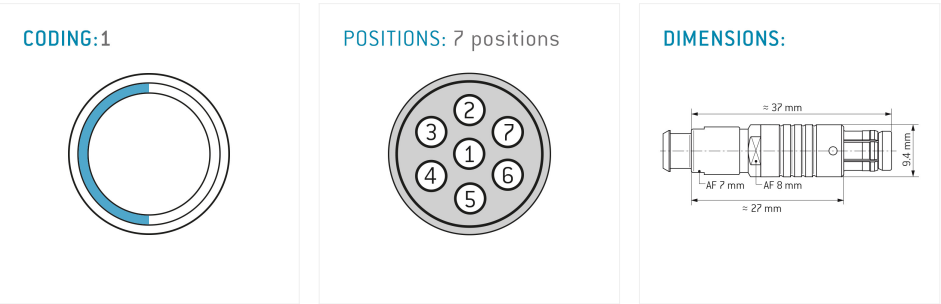 CODING:1
POSITIONS: 7 positions
DIMENSIONS:
2
3
7
1
4
6
5
≈ 37 mm
9.4 mm
AF 7 mm
AF 8 mm
≈ 27 mm